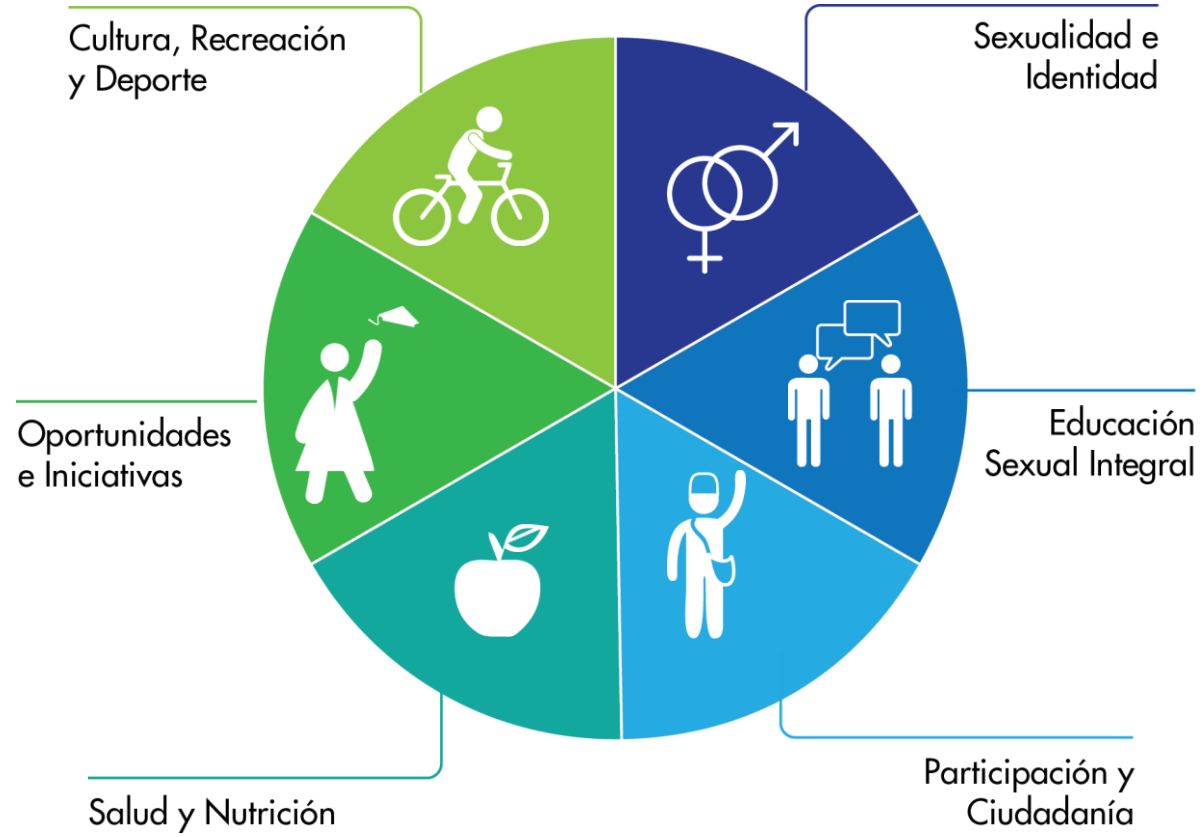 Cultura, Recreación
y Deporte
Sexualidad e
Identidad
Oportunidades
e Iniciativas
Educación
Sexual Integral
Salud y Nutrición
Participación y
Ciudadanía